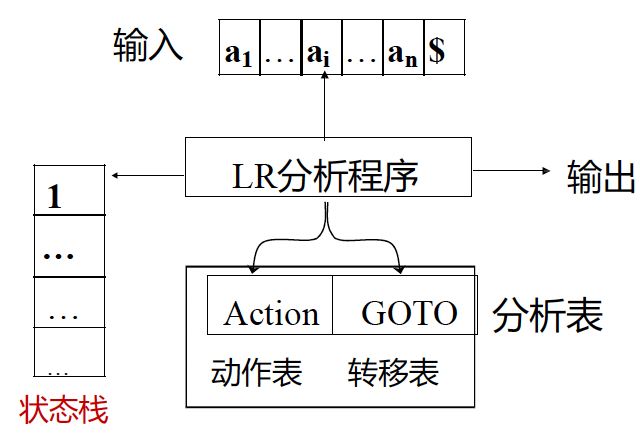 输入
a1 … ai … an $
LR分析程序
输出
1
…
…
…
状态栈
Action GOTO
分析表
动作表 转移表